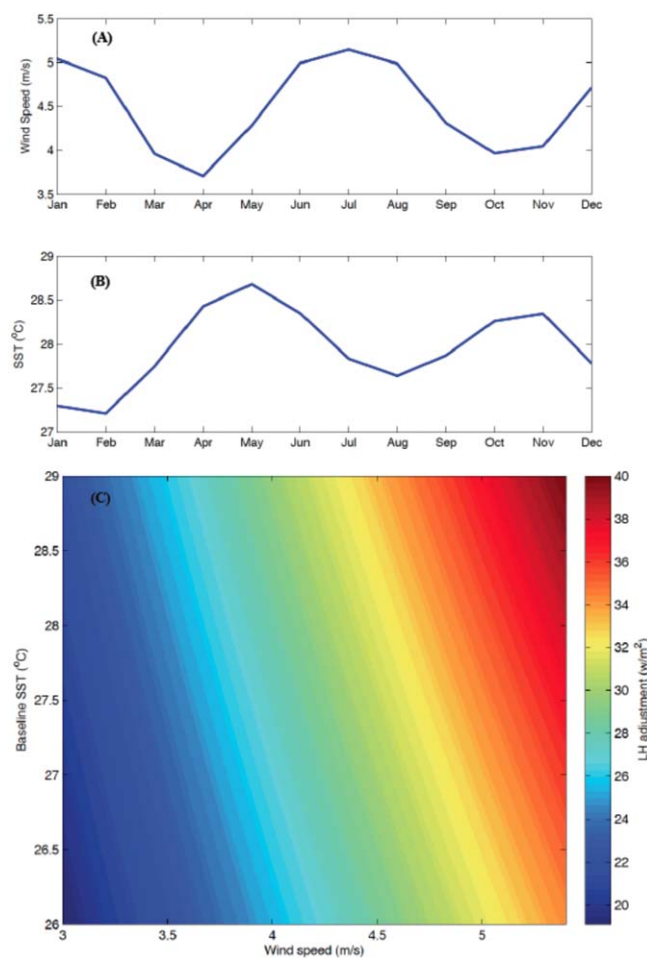 (A)
Wind Speed (m/s)
5.5
5
4.5
4
3.5
Jan Feb Mar Apr May Jun Jul Aug Sep Oct Nov Dec
(B)
SST (⁰C)
29
28.5
28
27.5
27
Jan Feb Mar Apr May Jun Jul Aug Sep Oct Nov Dec
(C)
Baseline SST (⁰C)
29
28.5
28
27.5
27
26.5
26
3 3.5 4 4.5 5
Wind speed (m/s)
40
38
36
34
32
30
28
26
24
22
20
LH adjustment (w/m²)